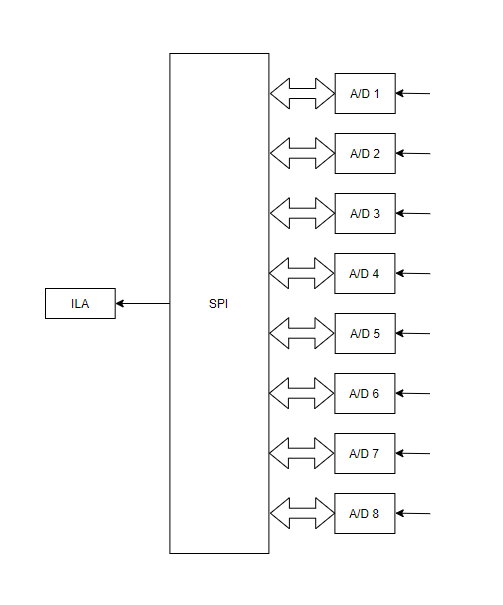 ILA
SPI
A/D 1
A/D 2
A/D 3
A/D 4
A/D 5
A/D 6
A/D 7
A/D 8